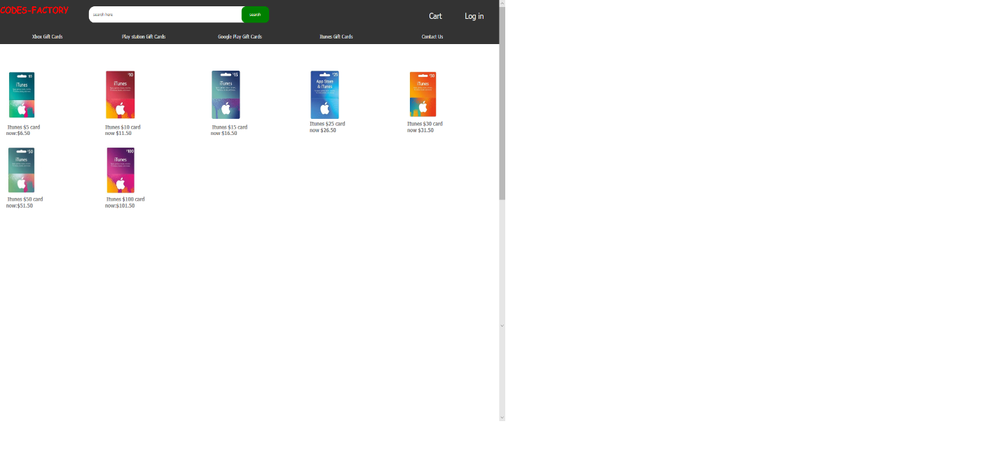 CODES-FACTORY
search here
search
Cart
Log in
Xbox Gift Cards
Play station Gift Cards
Google Play Gift Cards
Itunes Gift Cards
Contact Us
$5
iTunes
$10
iTunes
$15
iTunes
$25
App Store
& iTunes
$30
iTunes
Itunes $5 card
now:$6.50
Itunes $10 card
now $11.50
Itunes $15 card
now $16.50
Itunes $25 card
now $26.50
Itunes $30 card
now $31.50
$50
iTunes
$100
iTunes
Itunes $50 card
now:$51.50
Itunes $100 card
now:$101.50